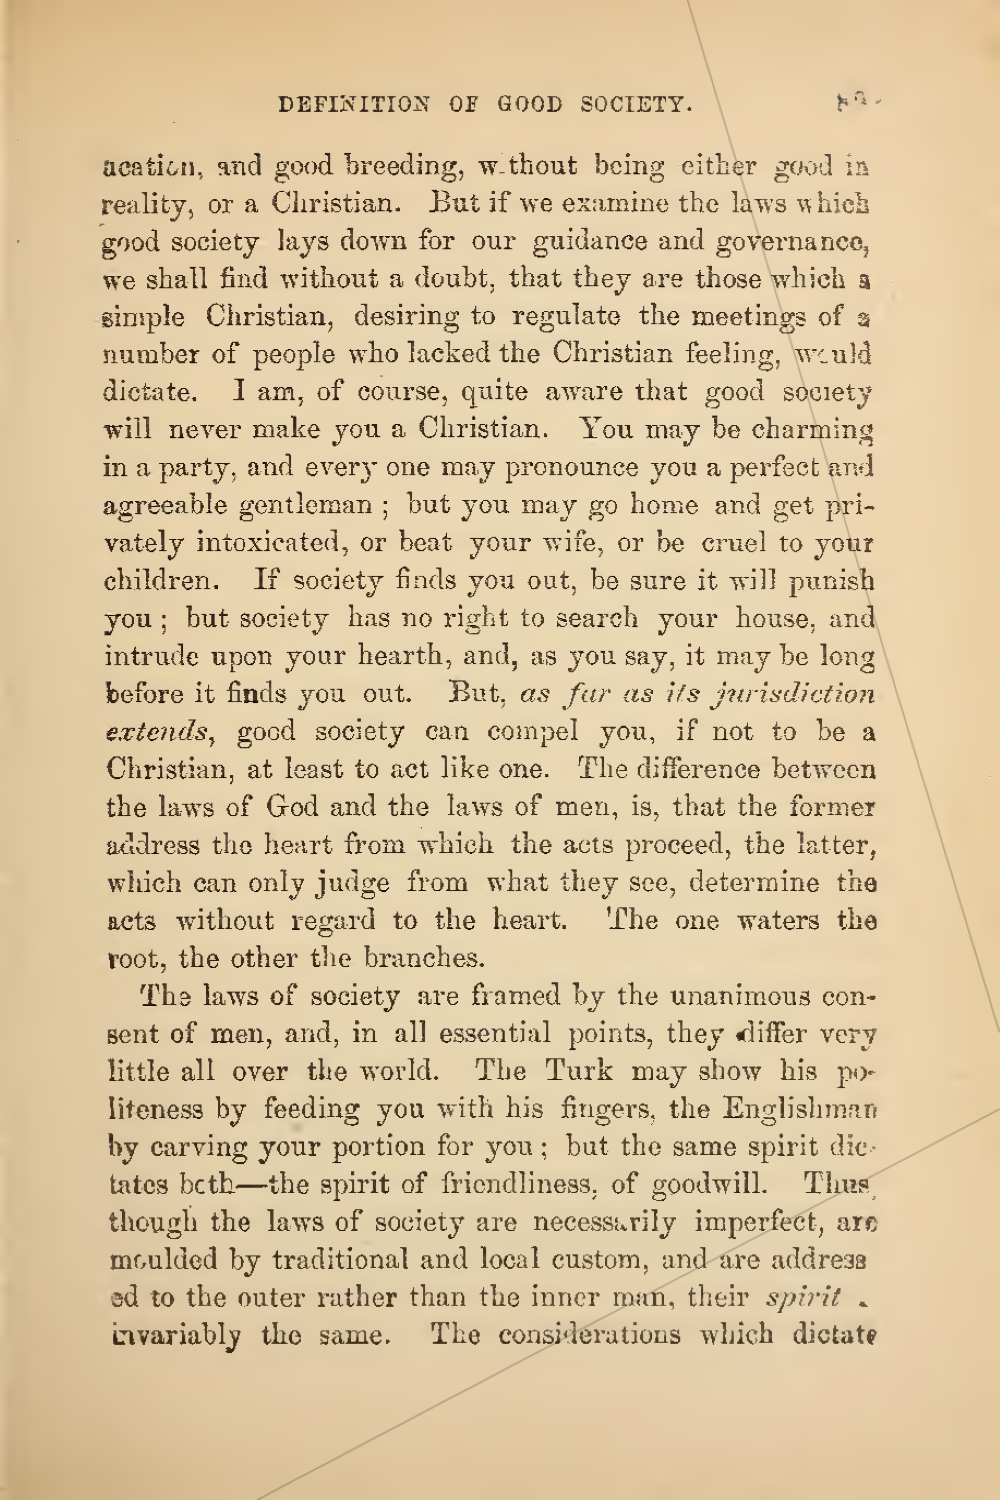 DEFINITION OF GOOD SOCIETY.
ucation, and good breeding, without being either good in
reality, or a Christian. But if we examine the laws which
good society lays down for our guidance and governance,
we shall find without a doubt, that they are those which a
simple Christian, desiring to regulate the meetings of a
number of people who lacked the Christian feeling, would
dictate. I am, of course, quite aware that good society
will never make you a Christian. You may be charming
in a party, and every one may pronounce you a perfect and
agreeable gentleman ; but you may go home and get pri-
vately intoxicated, or beat your wife, or be cruel to your
children. If society finds you out, be sure it will punish
you ; but society has no right to search your house, and
intrude upon your hearth, and, as you say, it may be long
before it finds you out. But, as far as its jurisdiction
extends, good society can compel you, if not to be a
Christian, at least to act like one. The difference between
the laws of God and the laws of men, is, that the former
address the heart from which the acts proceed, the latter,
which can only judge from what they see, determine the
acts without regard to the heart. The one waters the
root, the other the branches.
The laws of society are framed by the unanimous con-
sent of men, and, in all essential points, they differ very
little all over the world. The Turk may show his po-
liteness by feeding you with his fingers, the Englishman
by carving your portion for you ; but the same spirit dic-
tates both—the spirit of friendliness, of goodwill. Thus,
though the laws of society are necessarily imperfect, are
moulded by traditional and local custom, and are address
ed to the outer rather than the inner man, their spirit
invariably the same. The considerations which dictate